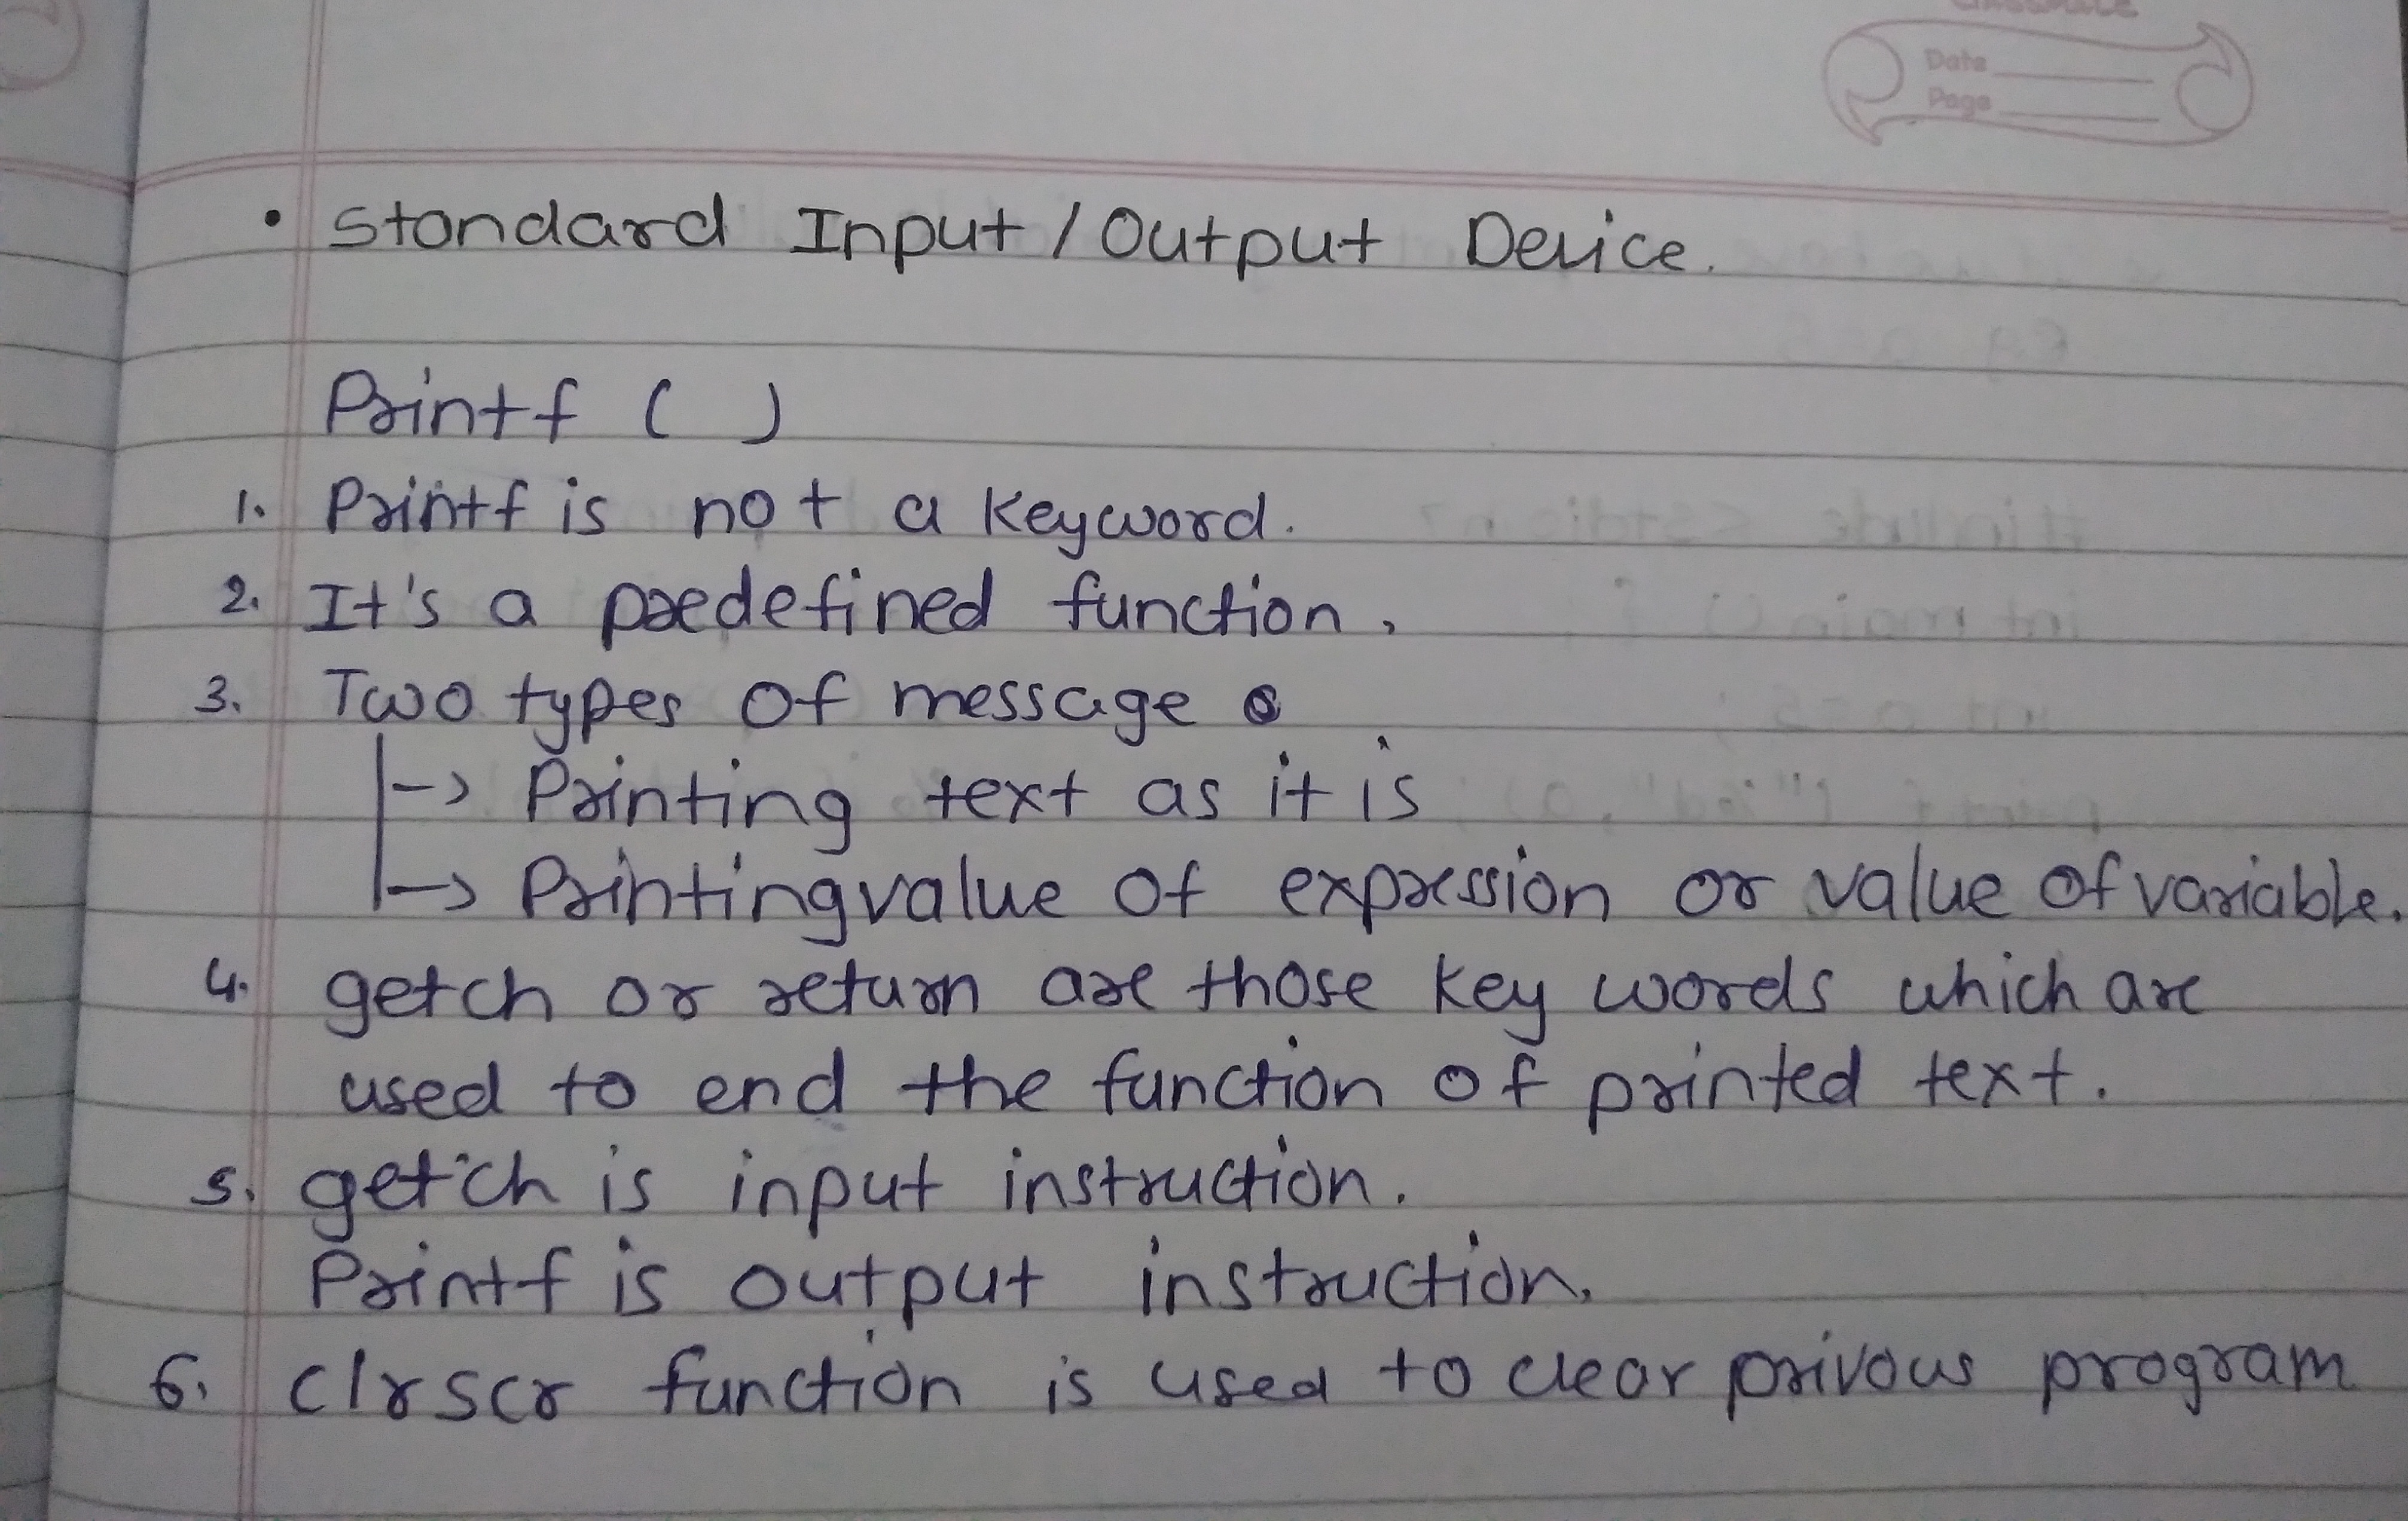 Date
Page
• Standard Input / Output Device.
Printf ( )
1. Printf is not a keyword.
2. It's a predefined function.
3. Two types of message
-> Printing text as it is
-> Printing value of expression or value of variable.
4. getch or return are those key words which are
used to end the function of printed text.
5. getch is input instruction.
Printf is output instruction.
6. clrscr function is used to clear privous program